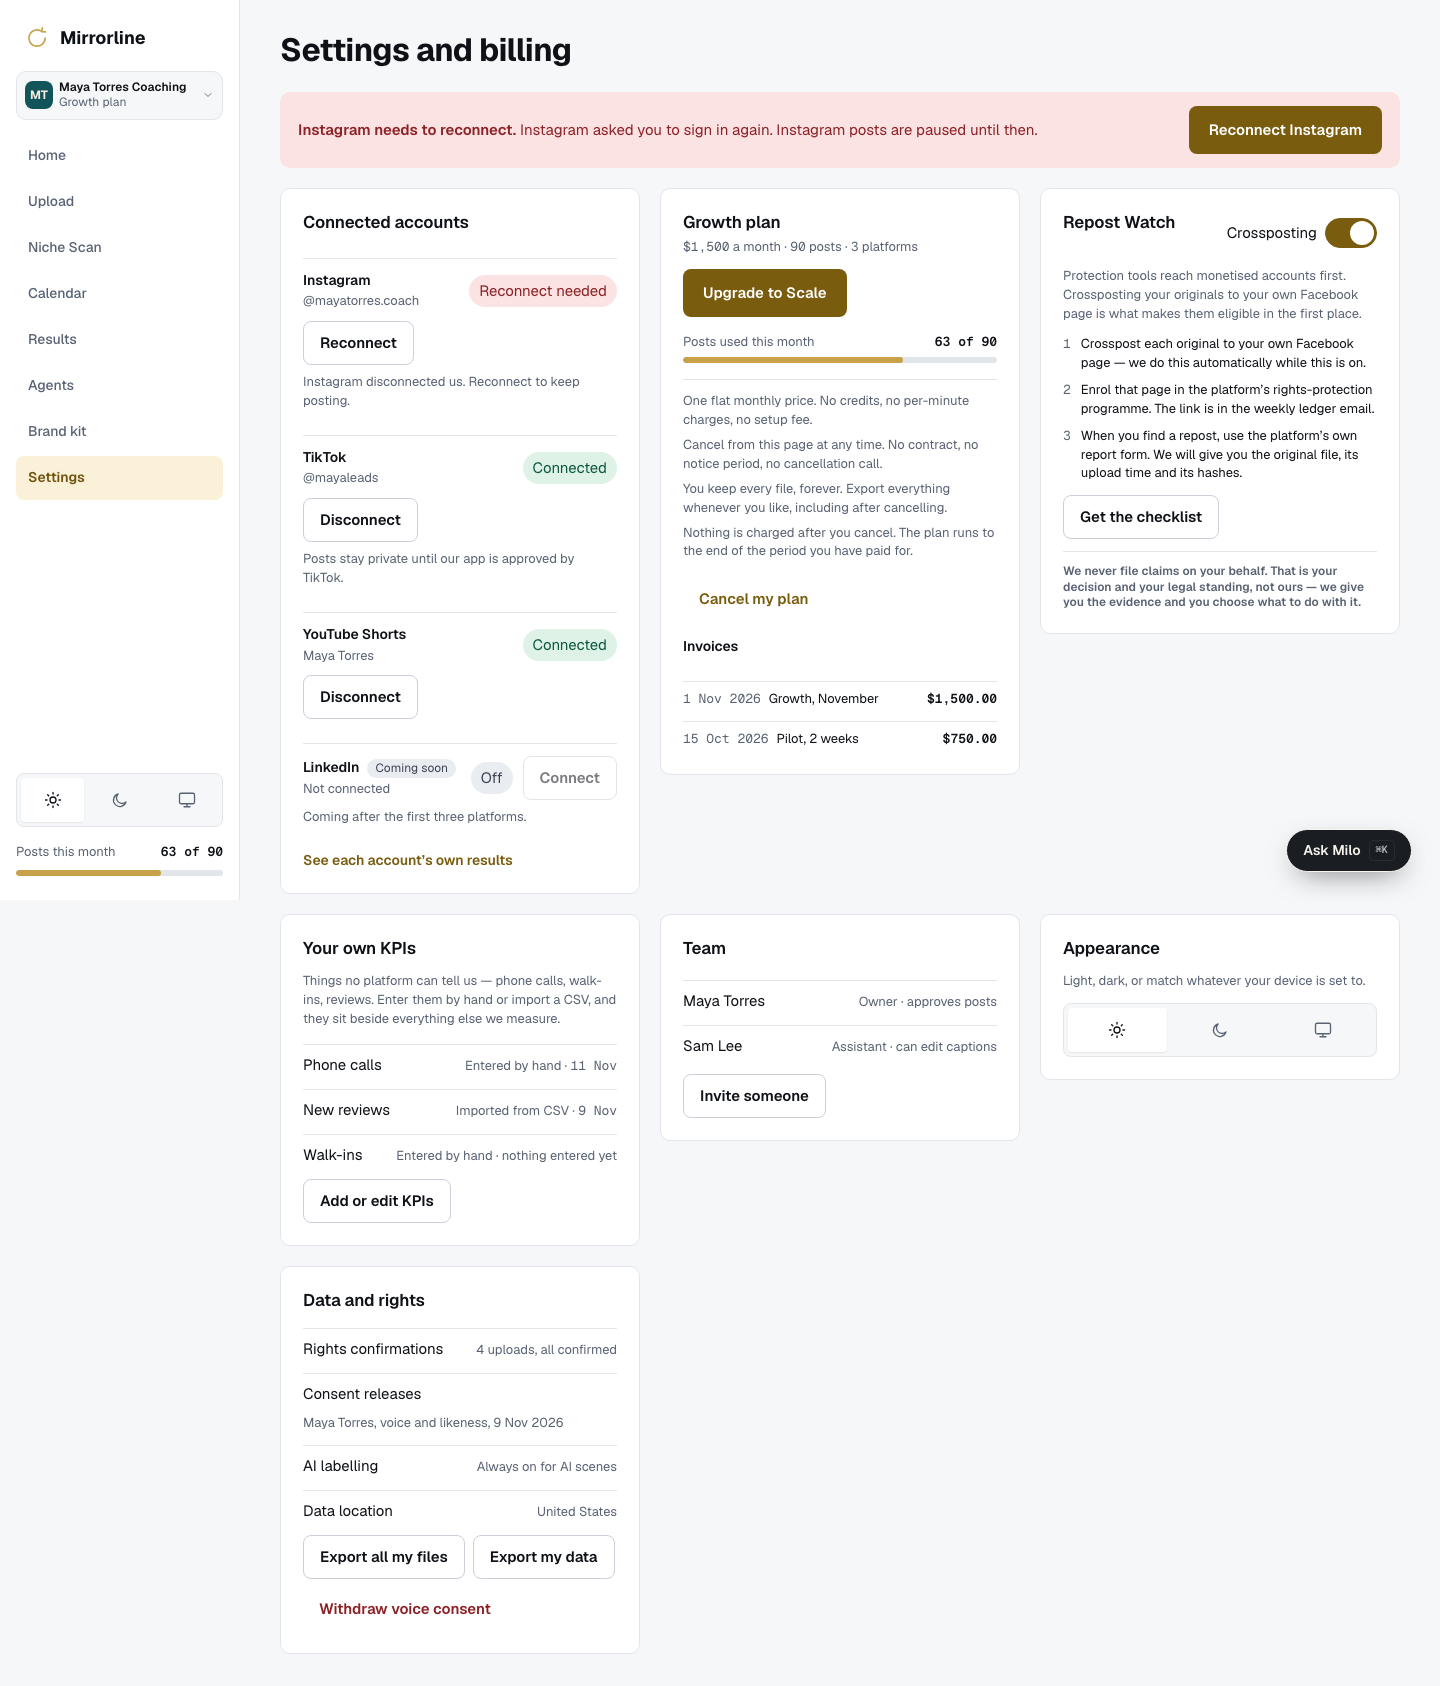 Mirrorline
MT
Maya Torres Coaching
Growth plan
Home
Upload
Niche Scan
Calendar
Results
Agents
Brand kit
Settings
Posts this month 63 of 90
Settings and billing
Instagram needs to reconnect. Instagram asked you to sign in again. Instagram posts are paused until then.
Reconnect Instagram
Connected accounts
Instagram
@mayatorres.coach
Reconnect needed
Reconnect
Instagram disconnected us. Reconnect to keep
posting.
TikTok
@mayaleads
Connected
Disconnect
Posts stay private until our app is approved by
TikTok.
YouTube Shorts
Maya Torres
Connected
Disconnect
LinkedIn Coming soon
Not connected
Off
Connect
Coming after the first three platforms.
See each account's own results
Growth plan
$1,500 a month · 90 posts · 3 platforms
Upgrade to Scale
Posts used this month 63 of 90
One flat monthly price. No credits, no per-minute
charges, no setup fee.
Cancel from this page at any time. No contract, no
notice period, no cancellation call.
You keep every file, forever. Export everything
whenever you like, including after cancelling.
Nothing is charged after you cancel. The plan runs to
the end of the period you have paid for.
Cancel my plan
Invoices
1 Nov 2026 Growth, November $1,500.00
15 Oct 2026 Pilot, 2 weeks $750.00
Repost Watch
Crossposting
Protection tools reach monetised accounts first.
Crossposting your originals to your own Facebook
page is what makes them eligible in the first place.
1 Crosspost each original to your own Facebook
page — we do this automatically while this is on.
2 Enrol that page in the platform's rights-protection
programme. The link is in the weekly ledger email.
3 When you find a repost, use the platform's own
report form. We will give you the original file, its
upload time and its hashes.
Get the checklist
We never file claims on your behalf. That is your
decision and your legal standing, not ours — we give
you the evidence and you choose what to do with it.
Ask Milo ⌘K
Your own KPIs
Things no platform can tell us — phone calls, walk-
ins, reviews. Enter them by hand or import a CSV, and
they sit beside everything else we measure.
Phone calls Entered by hand · 11 Nov
New reviews Imported from CSV · 9 Nov
Walk-ins Entered by hand · nothing entered yet
Add or edit KPIs
Team
Maya Torres Owner · approves posts
Sam Lee Assistant · can edit captions
Invite someone
Appearance
Light, dark, or match whatever your device is set to.
Data and rights
Rights confirmations 4 uploads, all confirmed
Consent releases
Maya Torres, voice and likeness, 9 Nov 2026
AI labelling Always on for AI scenes
Data location United States
Export all my files
Export my data
Withdraw voice consent